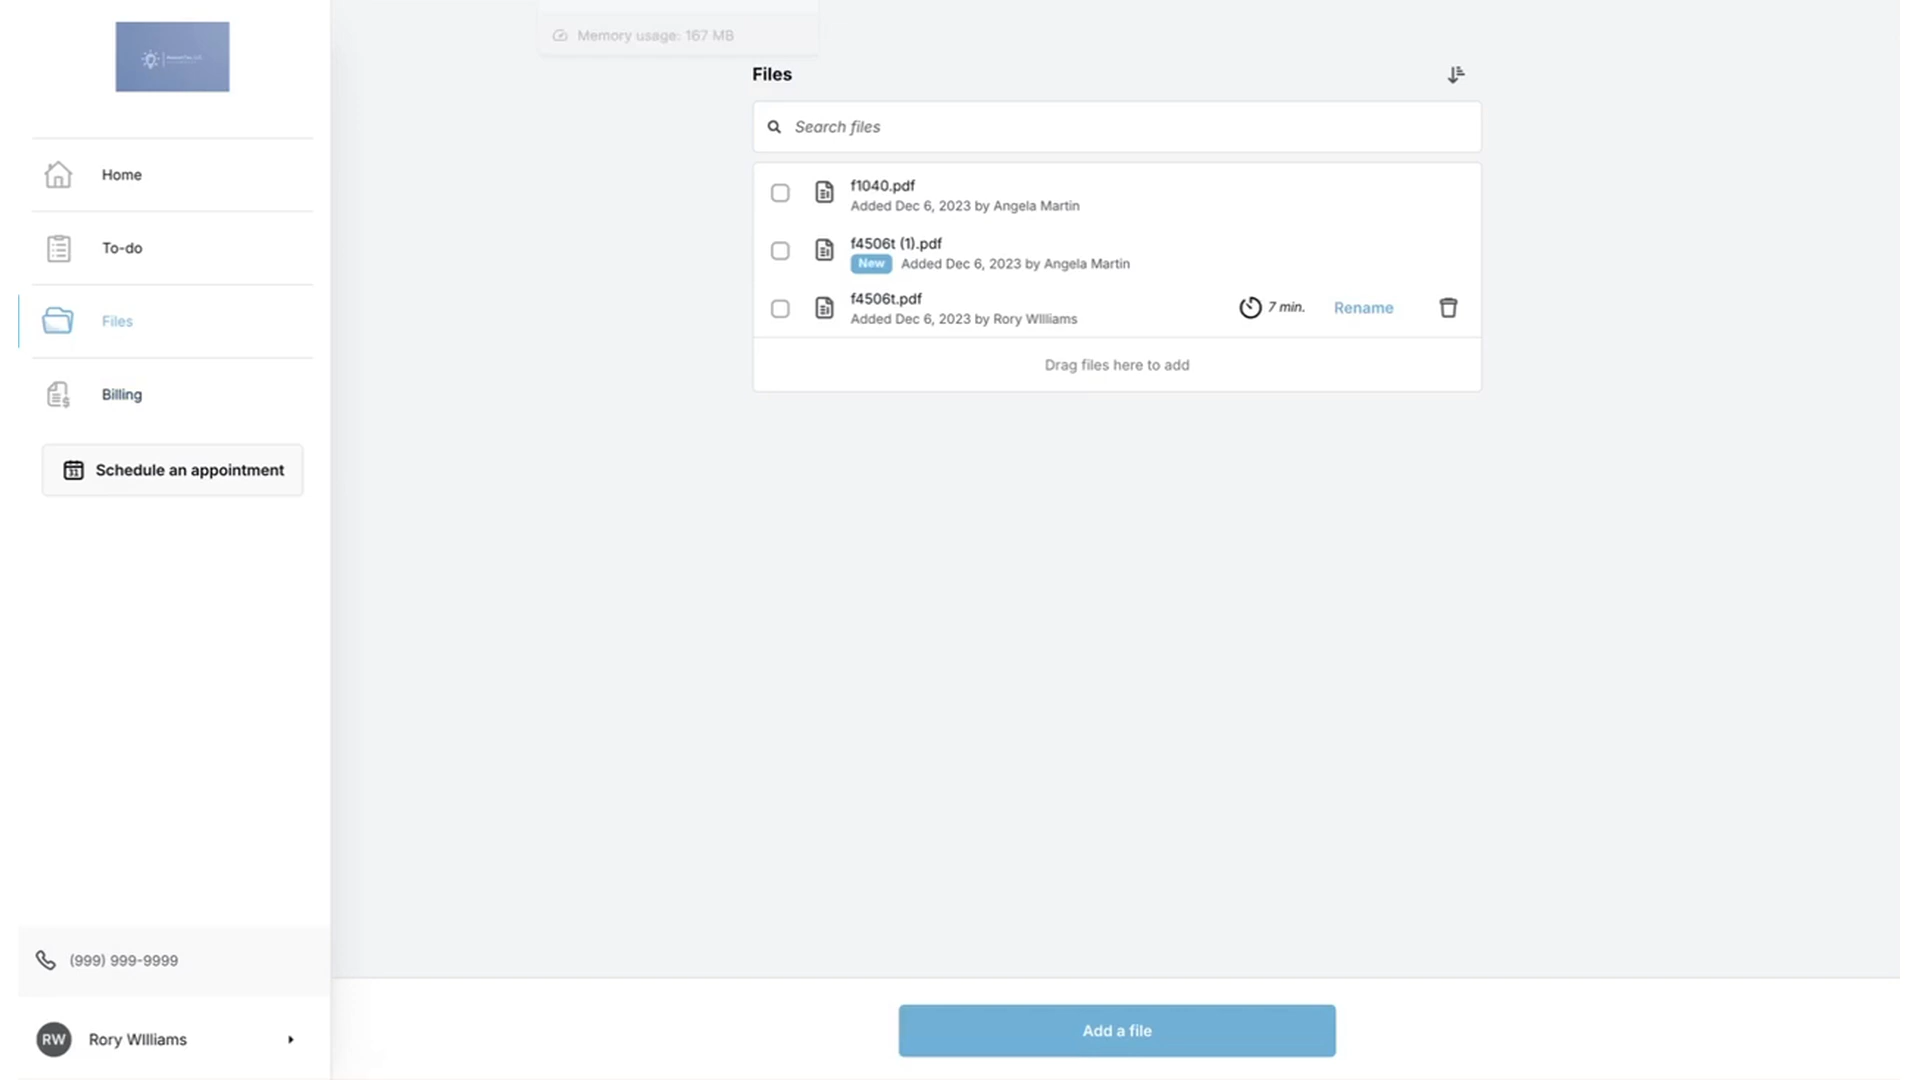 Memory usage: 167 MB
Files
Search files
f1040.pdf
Added Dec 6, 2023 by Angela Martin
f4506t (1).pdf
New Added Dec 6, 2023 by Angela Martin
f4506t.pdf
Added Dec 6, 2023 by Rory WIlliams
7 min.
Rename
Drag files here to add
Home
To-do
Files
Billing
31
Schedule an appointment
(999) 999-9999
RW
Rory WIlliams
Add a file